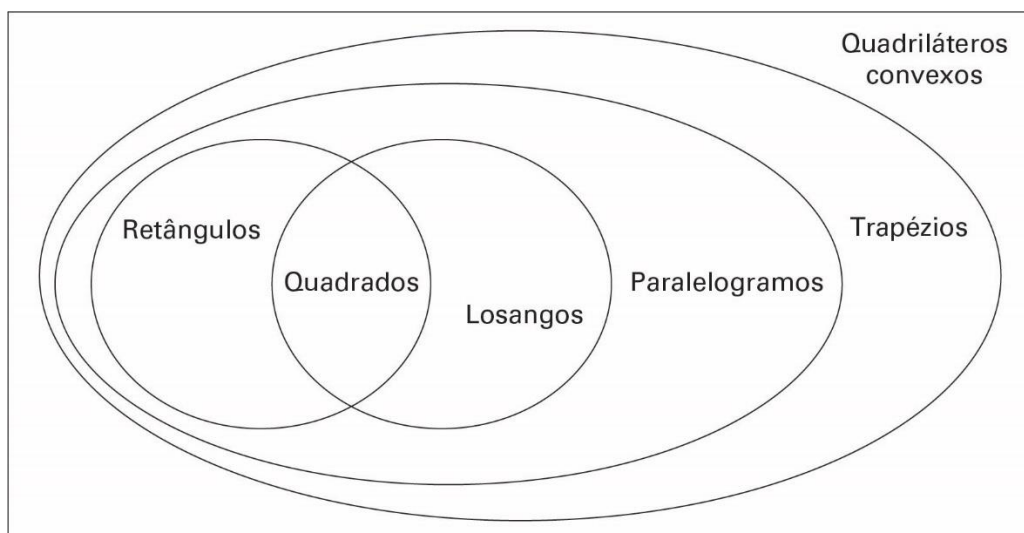 Quadriláteros
convexos
Retângulos
Trapézios
Quadrados
Paralelogramos
Losangos